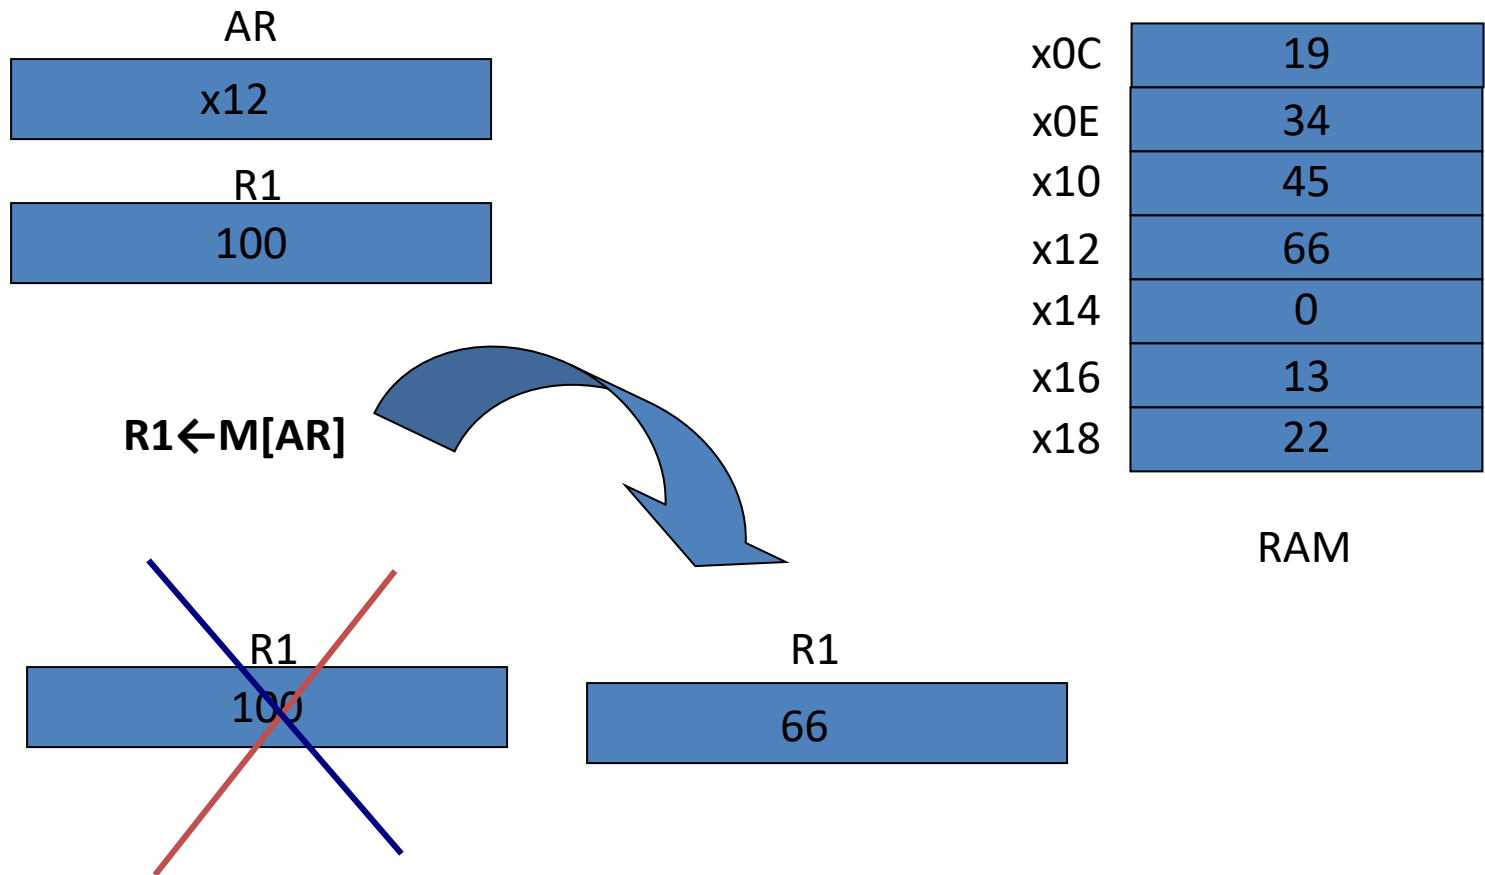 AR
x12
R1
100
R1←M[AR]
R1
100
R1
66
x0C 19
x0E 34
x10 45
x12 66
x14 0
x16 13
x18 22
RAM